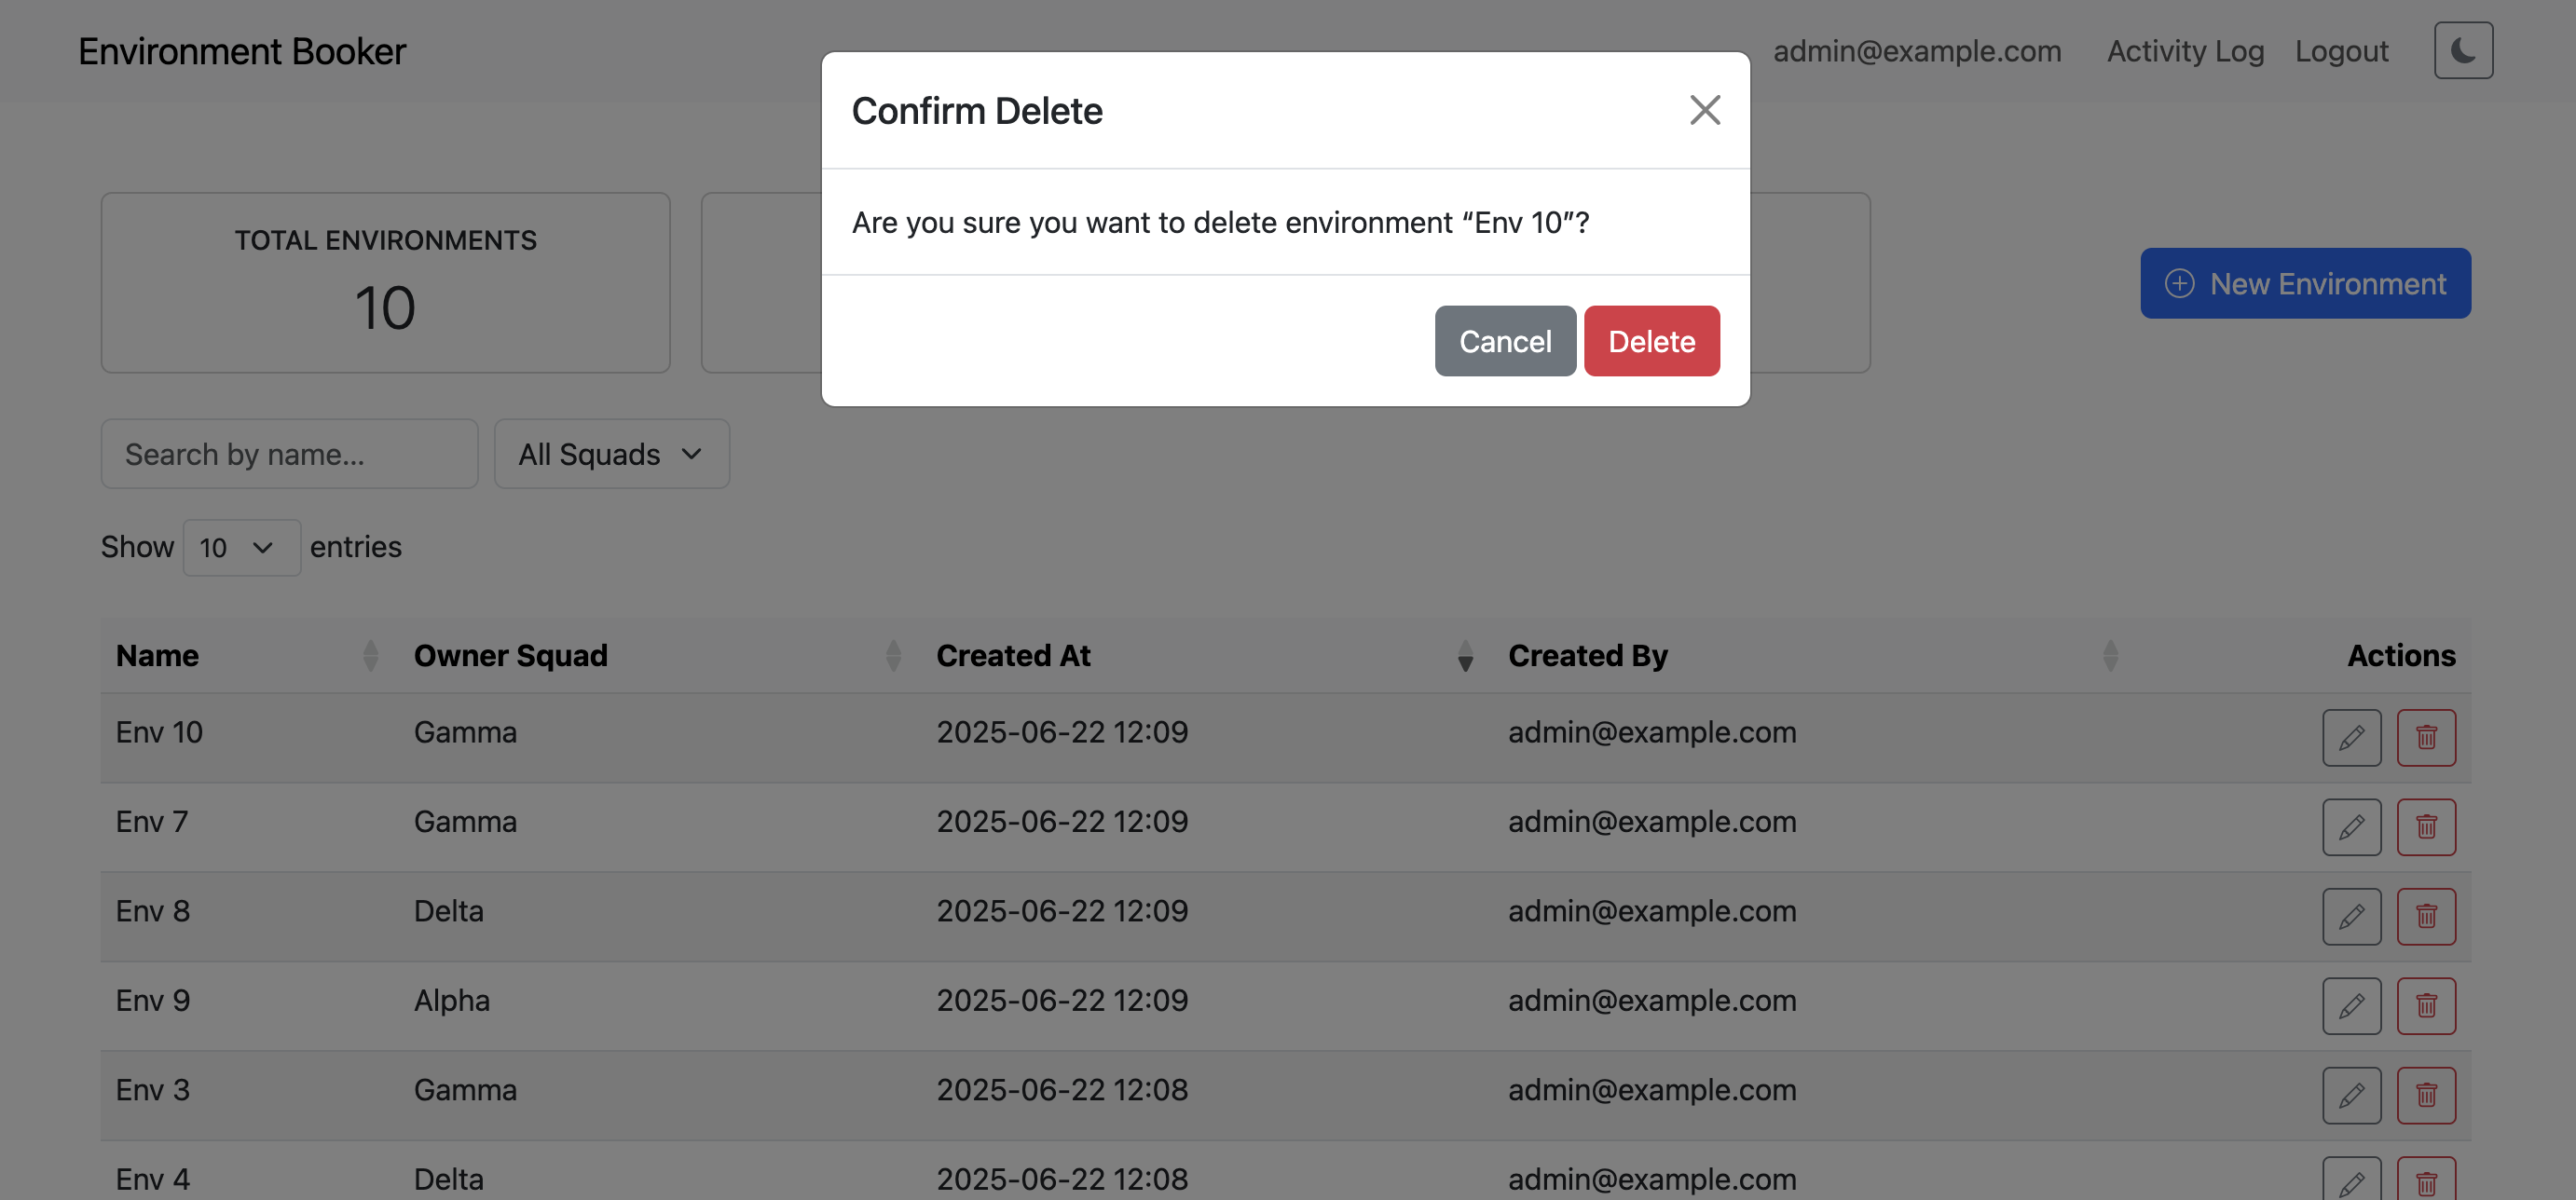 Environment Booker
admin@example.com Activity Log Logout
Confirm Delete
Are you sure you want to delete environment “Env 10”?
Cancel Delete
TOTAL ENVIRONMENTS
10
New Environment
Search by name... All Squads
Show 10 entries
Name Owner Squad Created At Created By Actions
Env 10 Gamma 2025-06-22 12:09 admin@example.com
Env 7 Gamma 2025-06-22 12:09 admin@example.com
Env 8 Delta 2025-06-22 12:09 admin@example.com
Env 9 Alpha 2025-06-22 12:09 admin@example.com
Env 3 Gamma 2025-06-22 12:08 admin@example.com
Env 4 Delta 2025-06-22 12:08 admin@example.com